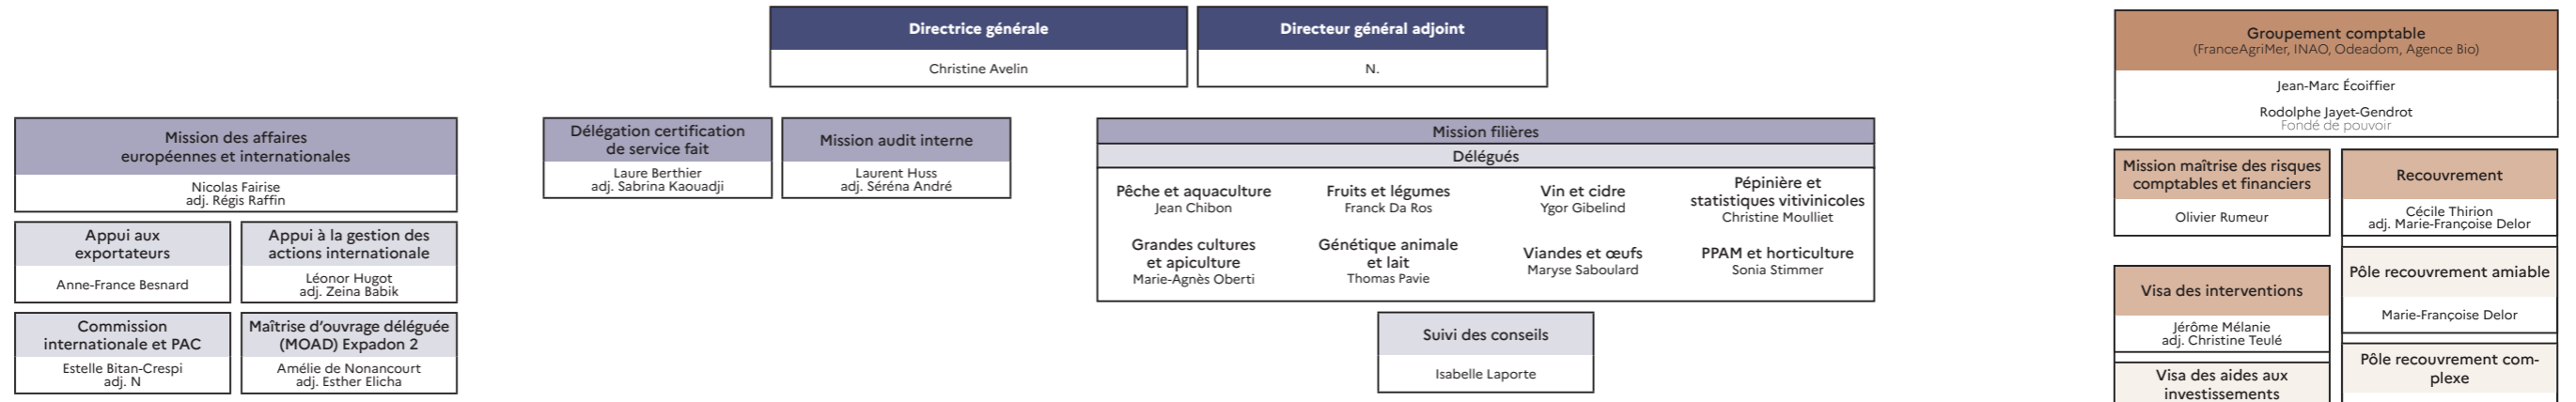 Directrice générale
Christine Avelin
Directeur général adjoint
N.
Mission des affaires
européennes et internationales
Nicolas Fairise
adj. Régis Raffin
Appui aux
exportateurs
Anne-France Besnard
Appui à la gestion des
actions internationale
Léonor Hugot
adj. Zeina Babik
Commission
internationale et PAC
Estelle Bitan-Crespi
adj. N
Maîtrise d’ouvrage déléguée
(MOAD) Expadon 2
Amélie de Nonancourt
adj. Esther Elicha
Délégation certification
de service fait
Laure Berthier
adj. Sabrina Kaouadji
Mission audit interne
Laurent Huss
adj. Séréna André
Mission filières
Délégués
Pêche et aquaculture
Jean Chibon
Fruits et légumes
Franck Da Ros
Vin et cidre
Ygor Gibelind
Pépinière et
statistiques vitivinicoles
Christine Moulliet
Grandes cultures
et apiculture
Marie-Agnès Oberti
Génétique animale
et lait
Thomas Pavie
Viandes et œufs
Maryse Saboulard
PPAM et horticulture
Sonia Stimmer
Suivi des conseils
Isabelle Laporte
Groupement comptable
(FranceAgriMer, INAO, Odeadom, Agence Bio)
Jean-Marc Écoiffier
Rodolphe Jayet-Gendrot
Fondé de pouvoir
Mission maîtrise des risques
comptables et financiers
Olivier Rumeur
Visa des interventions
Jérôme Mélanie
adj. Christine Teulé
Visa des aides aux
investissements
Recouvrement
Cécile Thirion
adj. Marie-Françoise Delor
Pôle recouvrement amiable
Marie-Françoise Delor
Pôle recouvrement com-
plexe